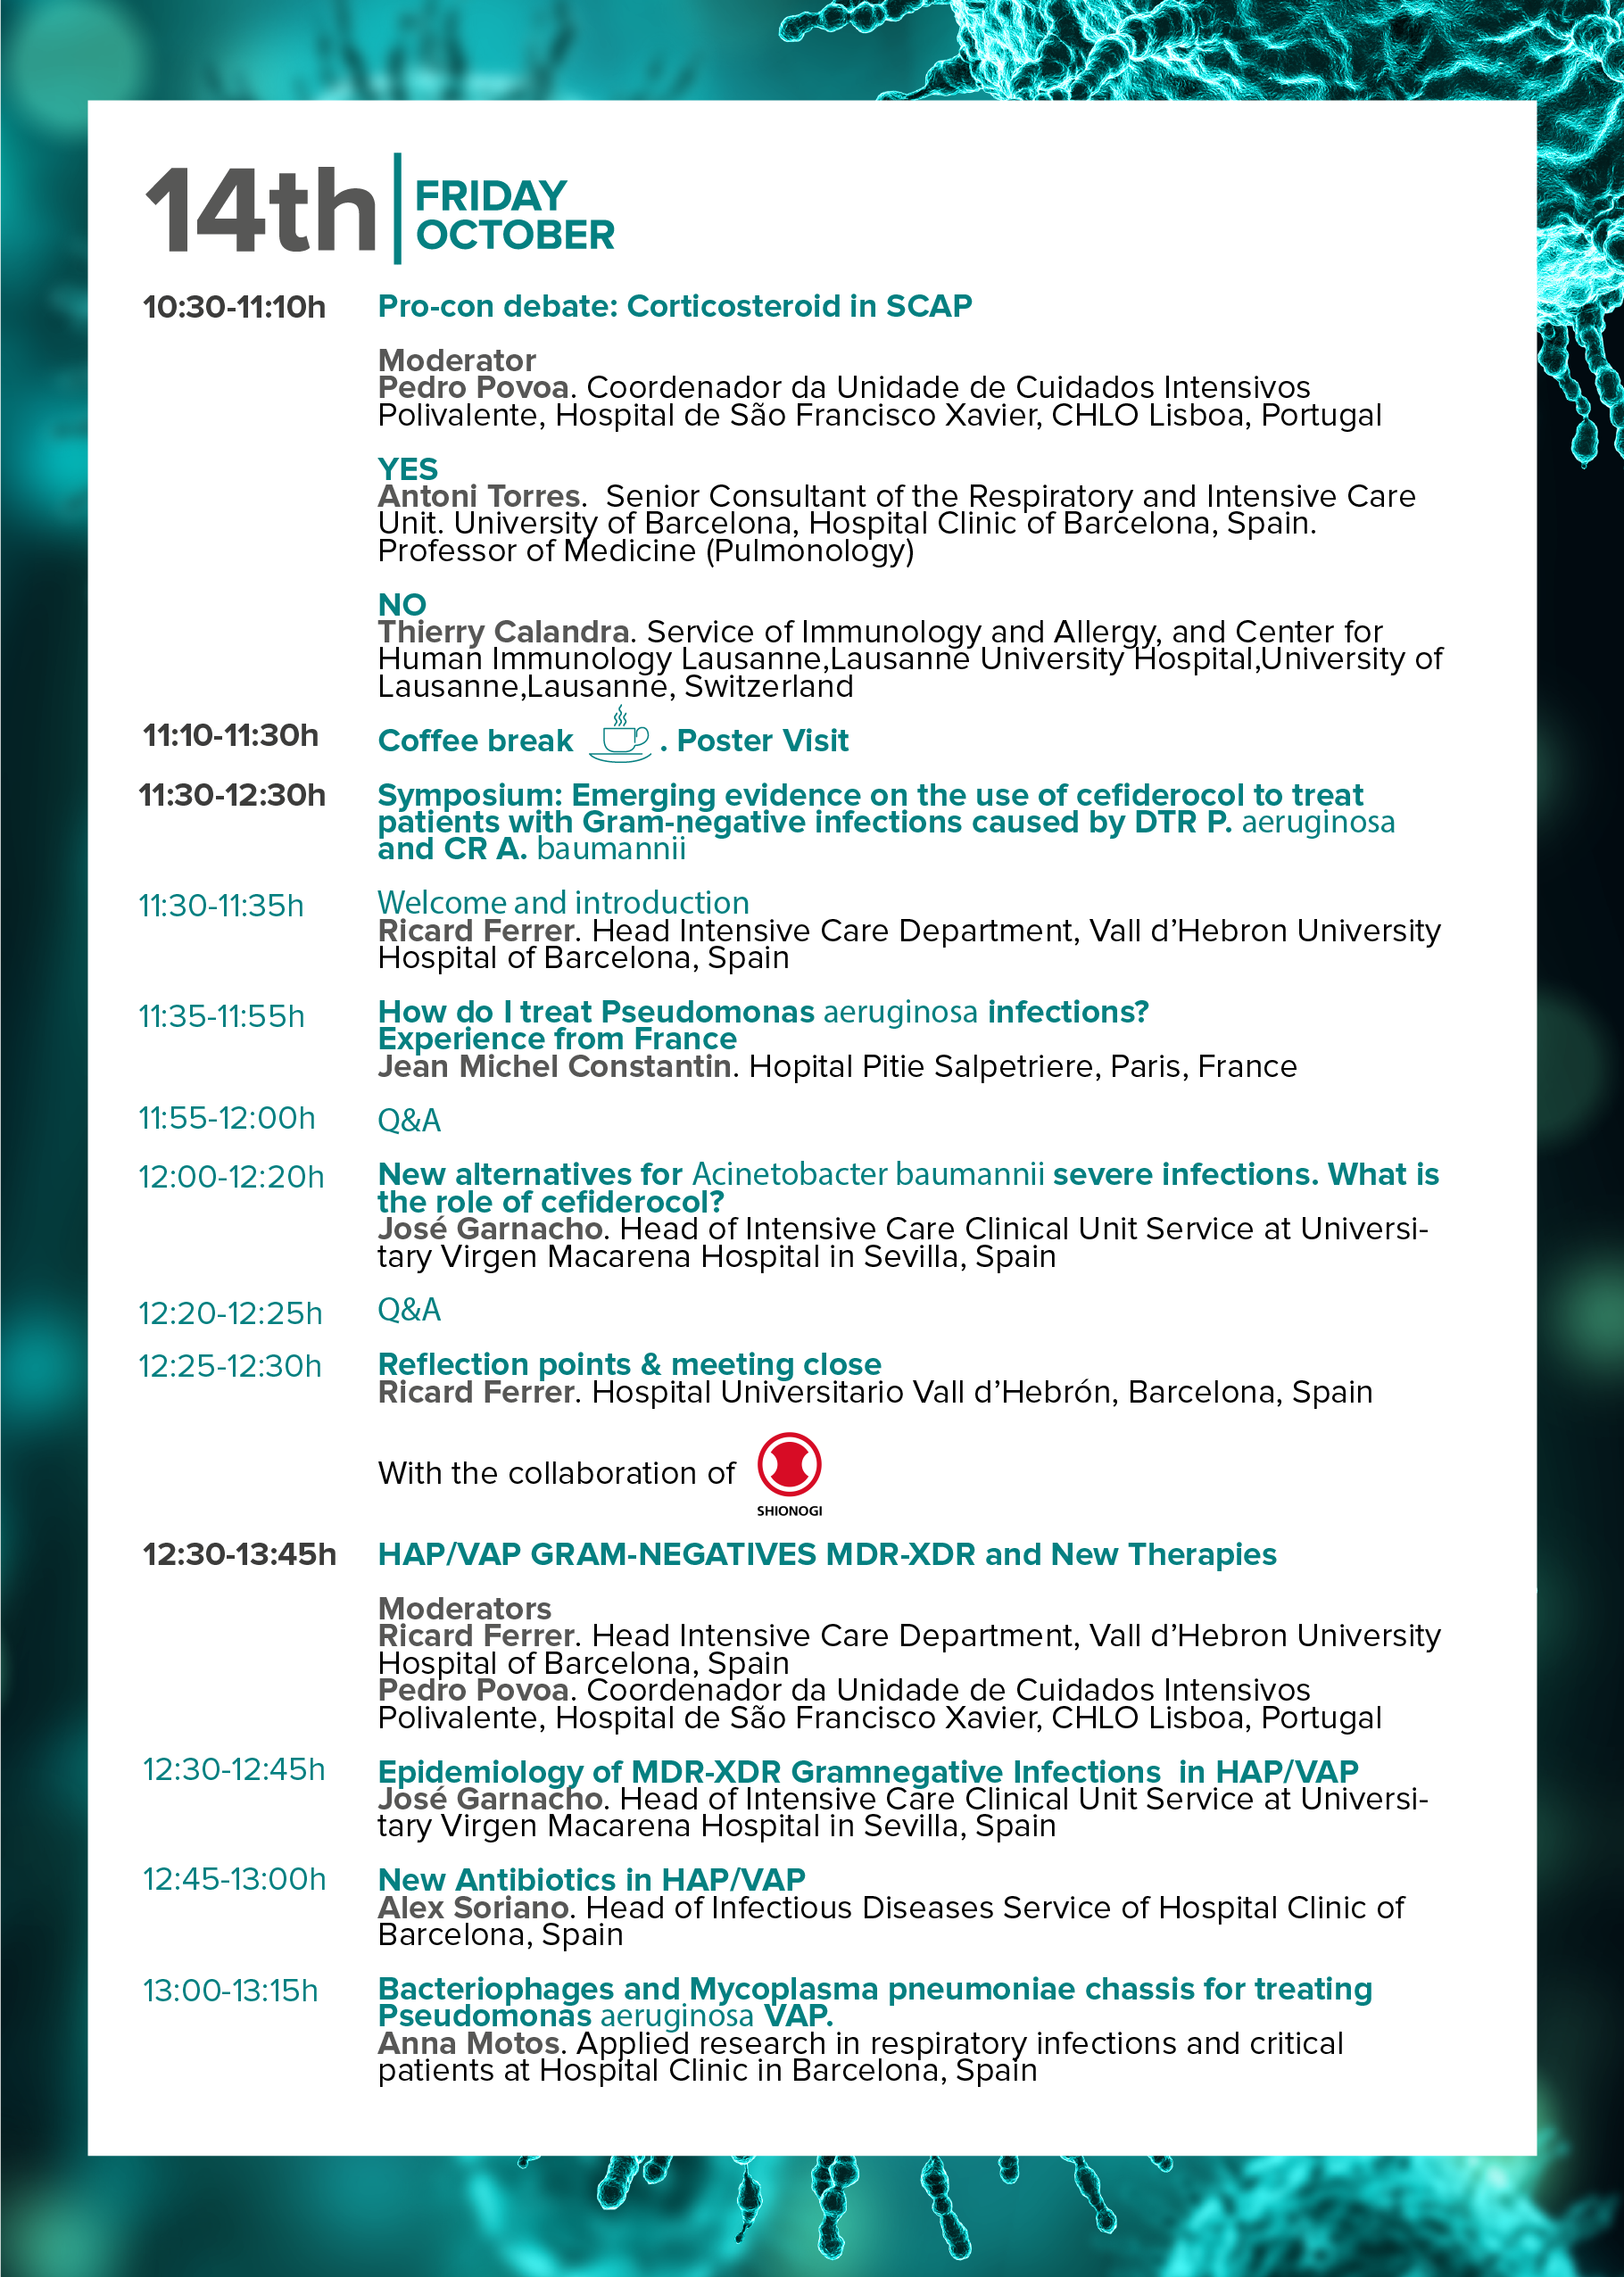 14th
FRIDAY
OCTOBER
10:30-11:10h
Pro-con debate: Corticosteroid in SCAP
Moderator
Pedro Povoa. Coordenador da Unidade de Cuidados Intensivos
Polivalente, Hospital de São Francisco Xavier, CHLO Lisboa, Portugal
YES
Antoni Torres.  Senior Consultant of the Respiratory and Intensive Care
Unit. University of Barcelona, Hospital Clinic of Barcelona, Spain.
Professor of Medicine (Pulmonology)
NO
Thierry Calandra. Service of Immunology and Allergy, and Center for
Human Immunology Lausanne,Lausanne University Hospital,University of
Lausanne,Lausanne, Switzerland
11:10-11:30h
Coffee break . Poster Visit
11:30-12:30h
Symposium: Emerging evidence on the use of cefiderocol to treat
patients with Gram-negative infections caused by DTR P. aeruginosa
and CR A. baumannii
11:30-11:35h
Welcome and introduction
Ricard Ferrer. Head Intensive Care Department, Vall d’Hebron University
Hospital of Barcelona, Spain
11:35-11:55h
How do I treat Pseudomonas aeruginosa infections?
Experience from France
Jean Michel Constantin. Hopital Pitie Salpetriere, Paris, France
11:55-12:00h
Q&A
12:00-12:20h
New alternatives for Acinetobacter baumannii severe infections. What is
the role of cefiderocol?
José Garnacho. Head of Intensive Care Clinical Unit Service at Universi-
tary Virgen Macarena Hospital in Sevilla, Spain
12:20-12:25h
Q&A
12:25-12:30h
Reflection points & meeting close
Ricard Ferrer. Hospital Universitario Vall d’Hebrón, Barcelona, Spain
With the collaboration of
SHIONOGI
12:30-13:45h
HAP/VAP GRAM-NEGATIVES MDR-XDR and New Therapies
Moderators
Ricard Ferrer. Head Intensive Care Department, Vall d’Hebron University
Hospital of Barcelona, Spain
Pedro Povoa. Coordenador da Unidade de Cuidados Intensivos
Polivalente, Hospital de São Francisco Xavier, CHLO Lisboa, Portugal
12:30-12:45h
Epidemiology of MDR-XDR Gramnegative Infections  in HAP/VAP
José Garnacho. Head of Intensive Care Clinical Unit Service at Universi-
tary Virgen Macarena Hospital in Sevilla, Spain
12:45-13:00h
New Antibiotics in HAP/VAP
Alex Soriano. Head of Infectious Diseases Service of Hospital Clinic of
Barcelona, Spain
13:00-13:15h
Bacteriophages and Mycoplasma pneumoniae chassis for treating
Pseudomonas aeruginosa VAP.
Anna Motos. Applied research in respiratory infections and critical
patients at Hospital Clinic in Barcelona, Spain